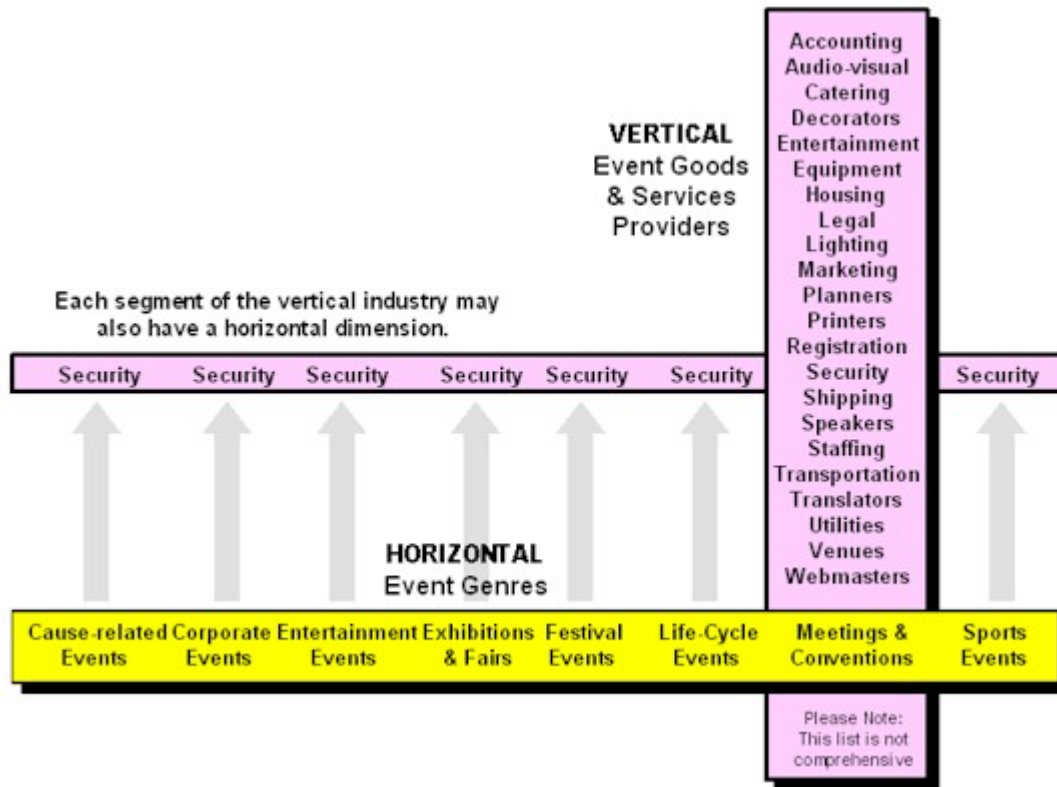 VERTICAL
Event Goods
& Services
Providers
Accounting
Audio-visual
Catering
Decorators
Entertainment
Equipment
Housing
Legal
Lighting
Marketing
Planners
Printers
Registration
Security
Shipping
Speakers
Staffing
Transportation
Translators
Utilities
Venues
Webmasters
Each segment of the vertical industry may
also have a horizontal dimension.
Security Security Security Security Security Security Security
HORIZONTAL
Event Genres
Cause-related Events
Corporate Events
Entertainment Events
Exhibitions & Fairs
Festival Events
Life-Cycle Events
Meetings & Conventions
Sports Events
Please Note:
This list is not
comprehensive